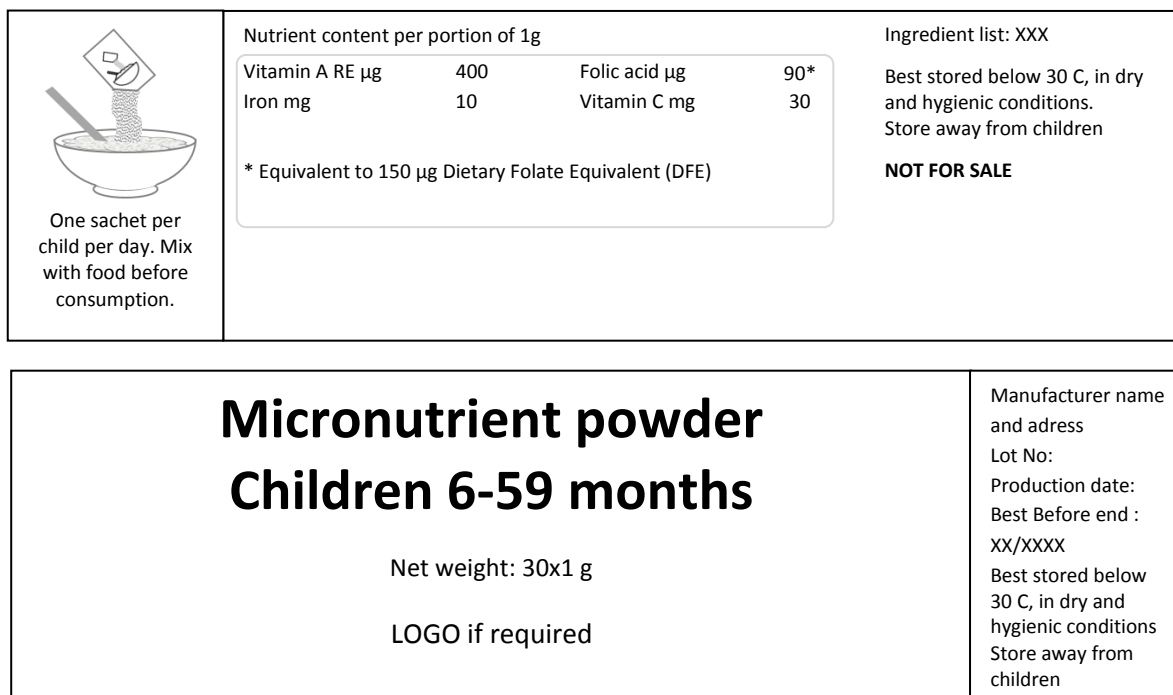 One sachet per
child per day. Mix
with food before
consumption.
Nutrient content per portion of 1g
Vitamin A RE µg 400 Folic acid µg 90*
Iron mg 10 Vitamin C mg 30
* Equivalent to 150 µg Dietary Folate Equivalent (DFE)
Ingredient list: XXX
Best stored below 30 C, in dry
and hygienic conditions.
Store away from children
NOT FOR SALE
Micronutrient powder
Children 6-59 months
Net weight: 30x1 g
LOGO if required
Manufacturer name
and adress
Lot No:
Production date:
Best Before end :
XX/XXXX
Best stored below
30 C, in dry and
hygienic conditions
Store away from
children